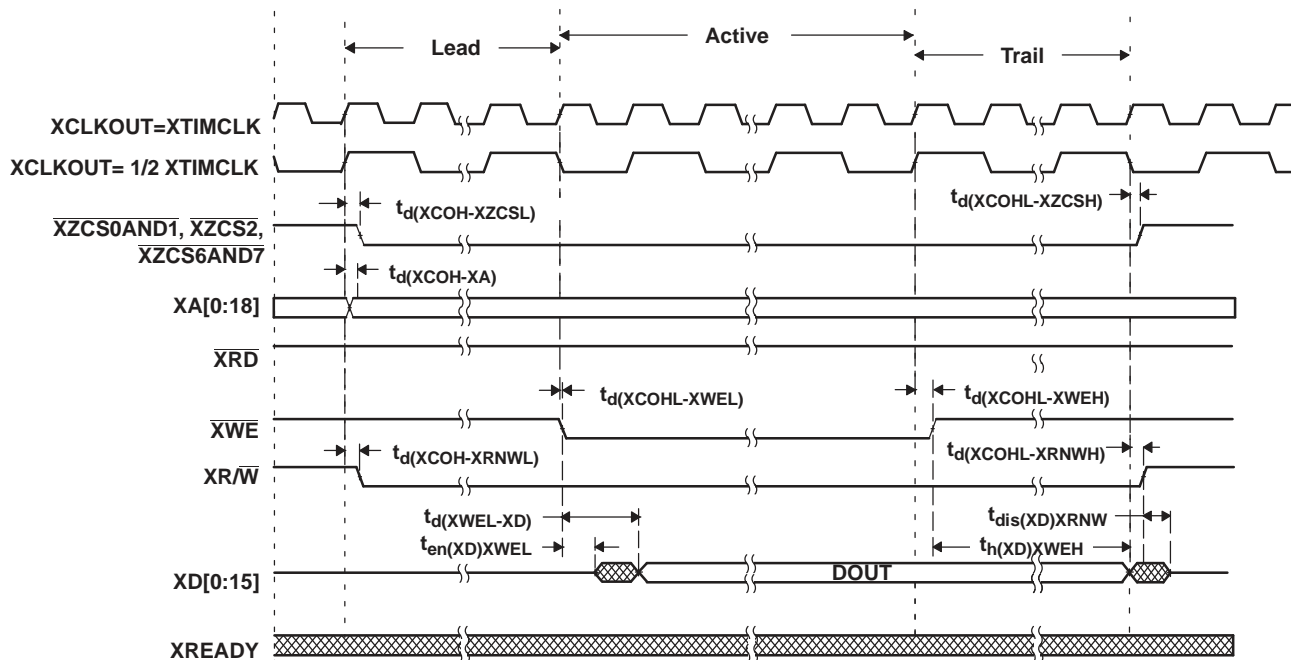 Lead
Active
Trail
XCLKOUT=XTIMCLK
XCLKOUT= 1/2 XTIMCLK
td(XCOH-XZCSL)
td(XCOHL-XZCSH)
XZCS0AND1, XZCS2,
XZCS6AND7
td(XCOH-XA)
XA[0:18]
XRD
td(XCOHL-XWEL)
td(XCOHL-XWEH)
XWE
td(XCOH-XRNWL)
td(XCOHL-XRNWH)
XR/W
td(XWEL-XD)
tdis(XD)XRNW
ten(XD)XWEL
th(XD)XWEH
XD[0:15]
DOUT
XREADY